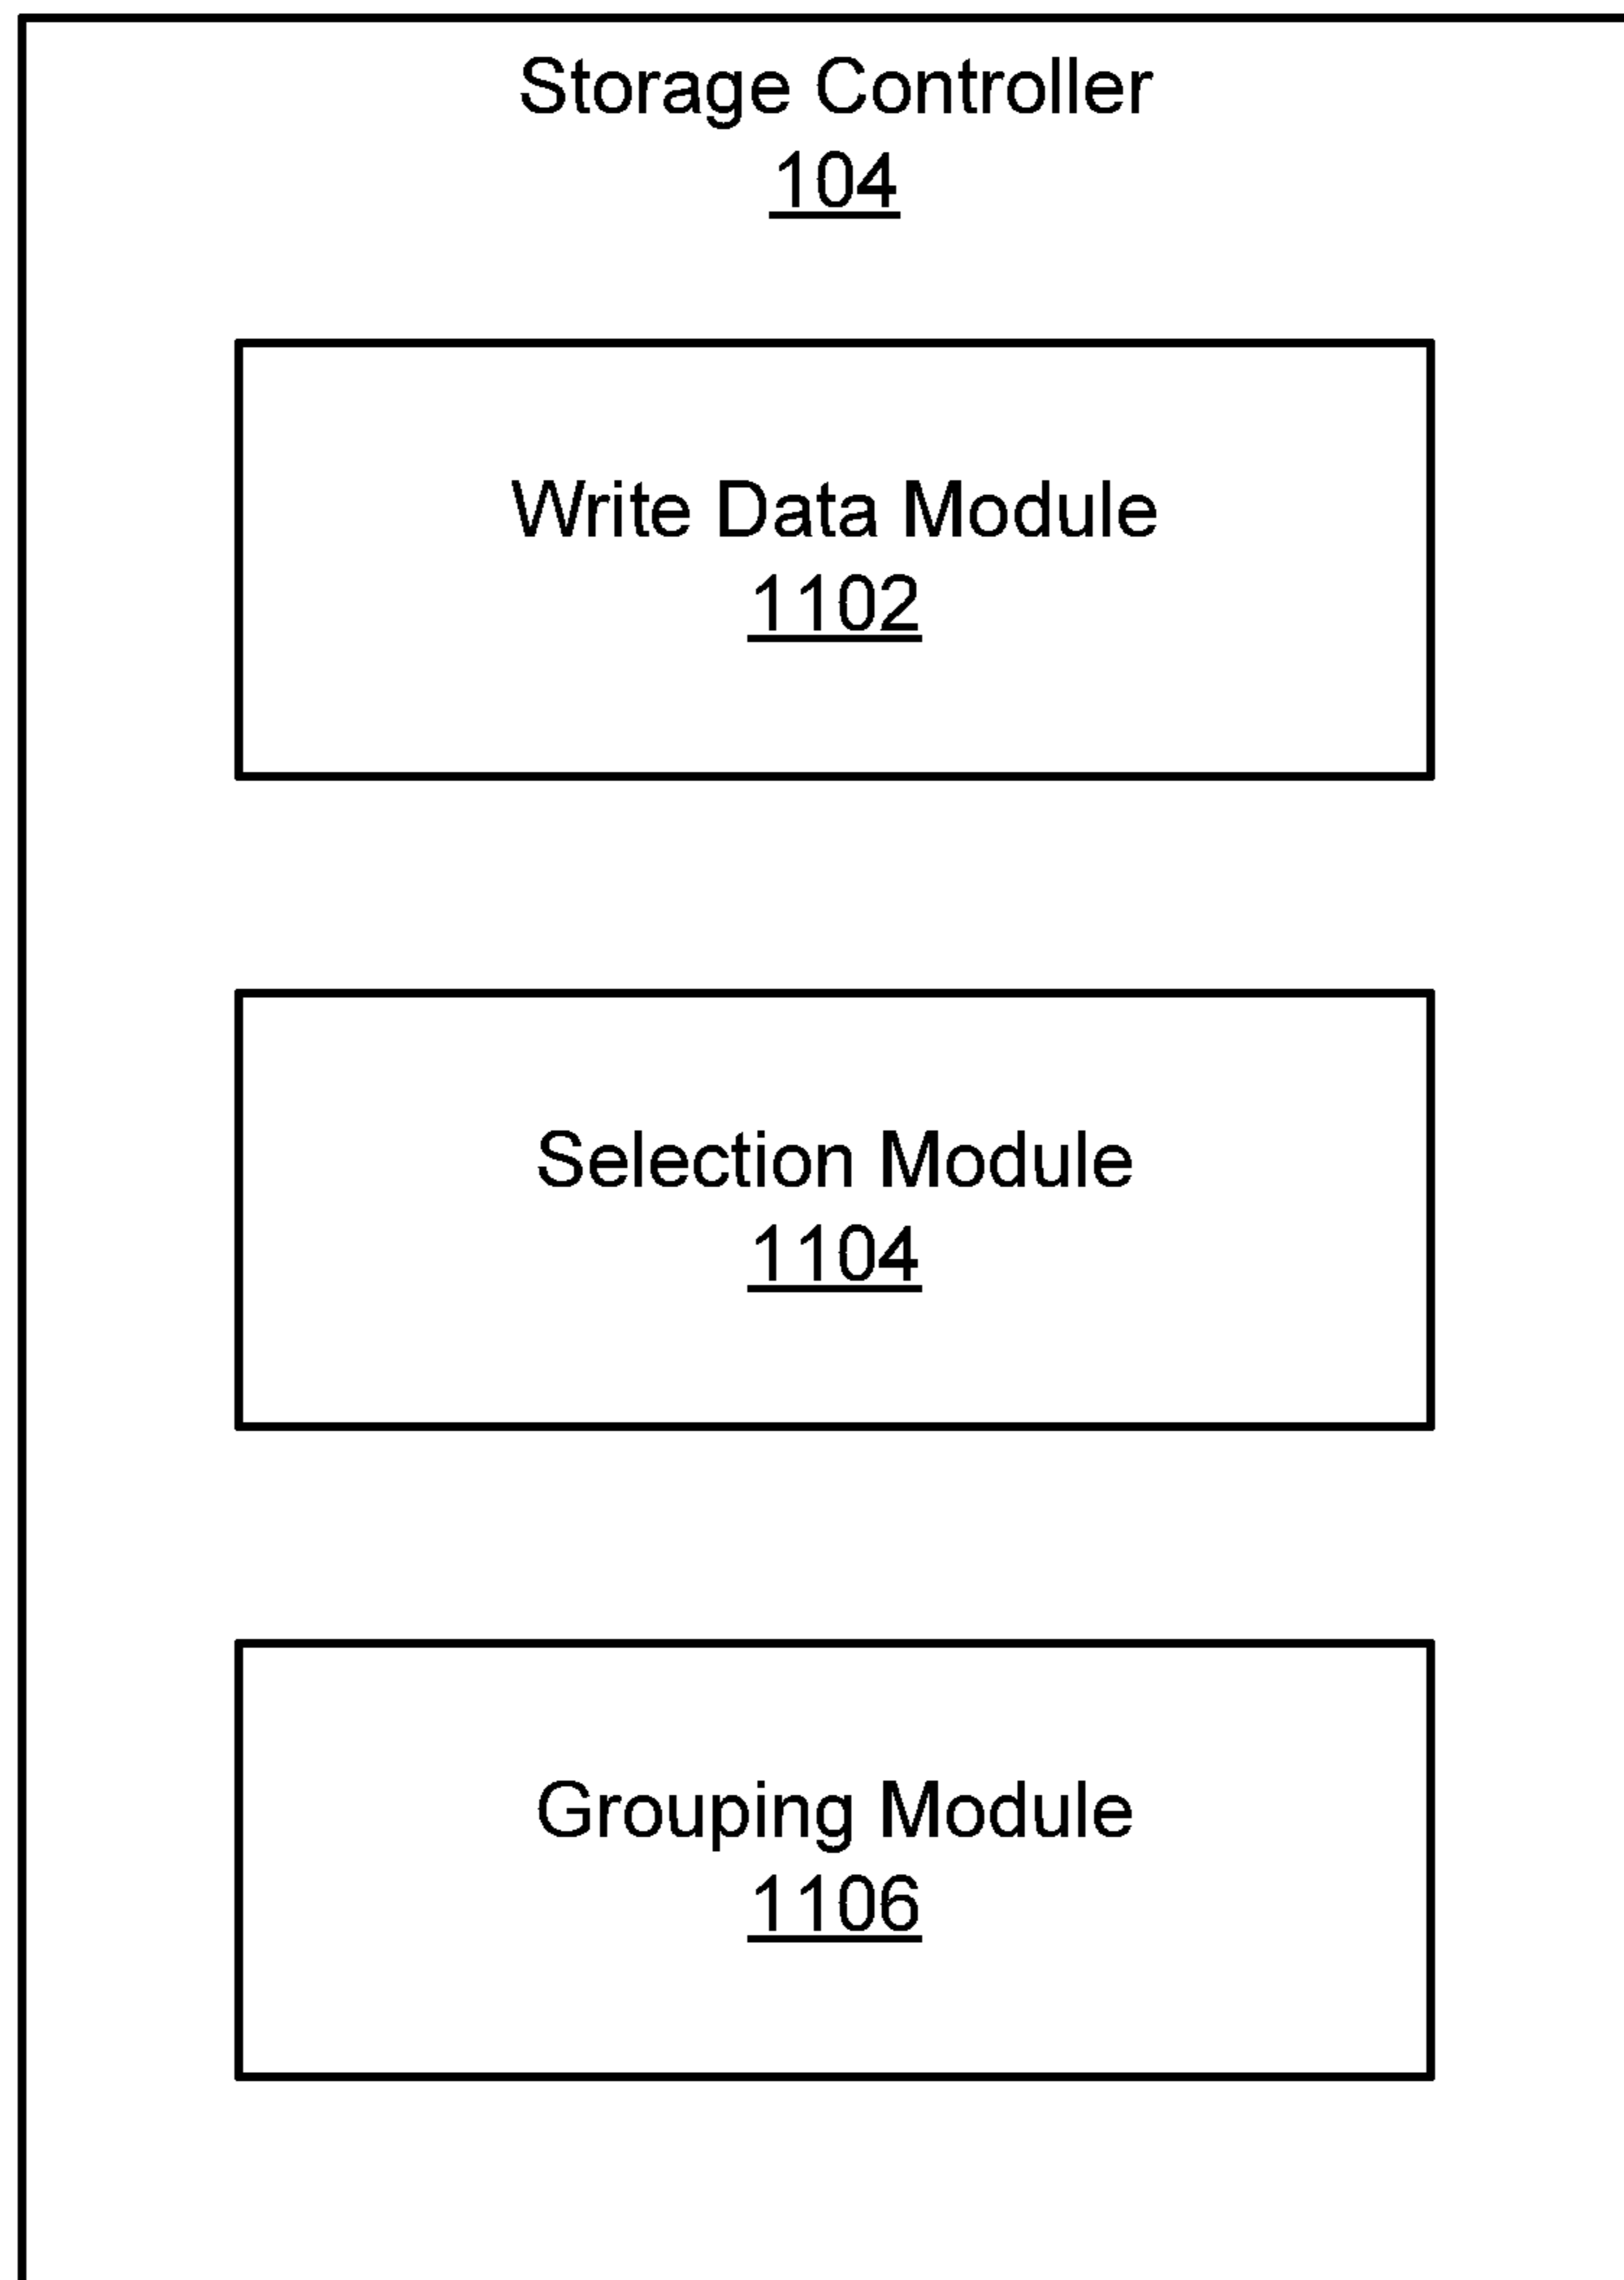 Storage Controller
104
Write Data Module
1102
Selection Module
1104
Grouping Module
1106